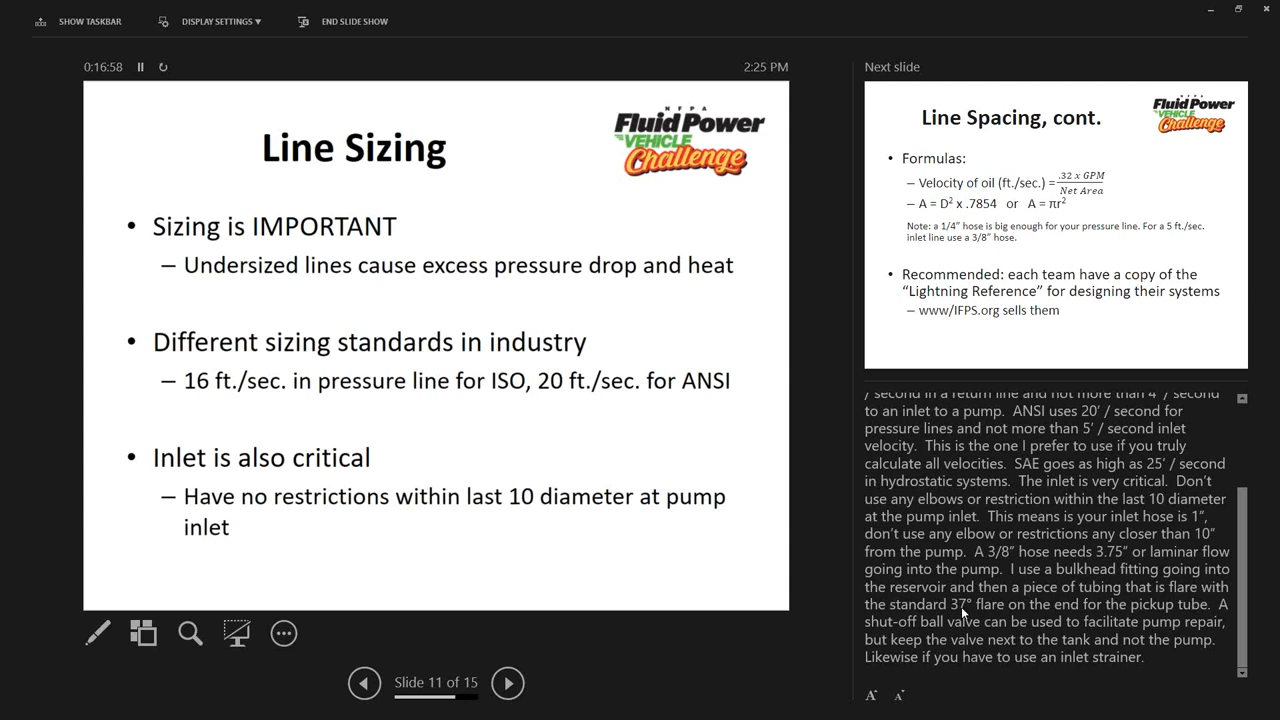 SHOW TASKBAR
DISPLAY SETTINGS ▼
END SLIDE SHOW
0:16:58
2:25 PM
NFPA
Fluid Power
VEHICLE
Challenge
Line Sizing
• Sizing is IMPORTANT
– Undersized lines cause excess pressure drop and heat
• Different sizing standards in industry
– 16 ft./sec. in pressure line for ISO, 20 ft./sec. for ANSI
• Inlet is also critical
– Have no restrictions within last 10 diameter at pump
inlet
Slide 11 of 15
Next slide
NFPA
Fluid Power
VEHICLE
Challenge
Line Spacing, cont.
• Formulas:
– Velocity of oil (ft./sec.) = .32 x GPM / Net Area
– A = D² x .7854 or A = πr²
Note: a 1/4” hose is big enough for your pressure line. For a 5 ft./sec.
inlet line use a 3/8” hose.
• Recommended: each team have a copy of the
“Lightning Reference” for designing their systems
– www/IFPS.org sells them
/ second in a return line and not more than 4’ / second
to an inlet to a pump. ANSI uses 20’ / second for
pressure lines and not more than 5’ / second inlet
velocity. This is the one I prefer to use if you truly
calculate all velocities. SAE goes as high as 25’ / second
in hydrostatic systems. The inlet is very critical. Don’t
use any elbows or restriction within the last 10 diameter
at the pump inlet. This means is your inlet hose is 1”,
don’t use any elbow or restrictions any closer than 10”
from the pump. A 3/8” hose needs 3.75” or laminar flow
going into the pump. I use a bulkhead fitting going into
the reservoir and then a piece of tubing that is flare with
the standard 37° flare on the end for the pickup tube. A
shut-off ball valve can be used to facilitate pump repair,
but keep the valve next to the tank and not the pump.
Likewise if you have to use an inlet strainer.
A A